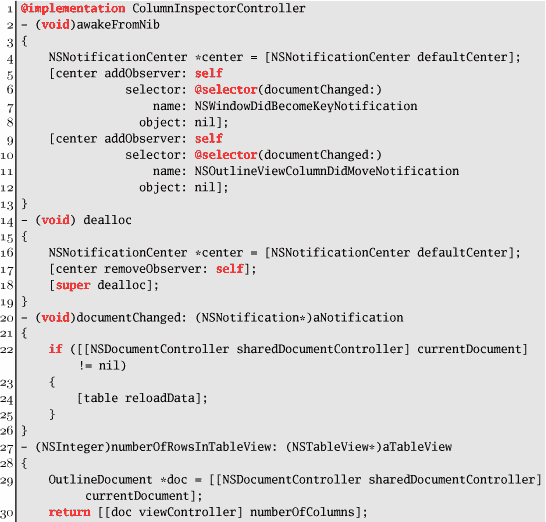 1 @implementation ColumnInspectorController
2 - (void)awakeFromNib
3 {
4     NSNotificationCenter *center = [NSNotificationCenter defaultCenter];
5     [center addObserver: self
6                selector: @selector(documentChanged:)
7                    name: NSWindowDidBecomeKeyNotification
8                  object: nil];
9     [center addObserver: self
10                selector: @selector(documentChanged:)
11                    name: NSOutlineViewColumnDidMoveNotification
12                  object: nil];
13 }
14 - (void) dealloc
15 {
16     NSNotificationCenter *center = [NSNotificationCenter defaultCenter];
17     [center removeObserver: self];
18     [super dealloc];
19 }
20 - (void)documentChanged: (NSNotification*)aNotification
21 {
22     if ([[NSDocumentController sharedDocumentController] currentDocument]
         != nil)
23     {
24         [table reloadData];
25     }
26 }
27 - (NSInteger)numberOfRowsInTableView: (NSTableView*)aTableView
28 {
29     OutlineDocument *doc = [[NSDocumentController sharedDocumentController]
          currentDocument];
30     return [[doc viewController] numberOfColumns];